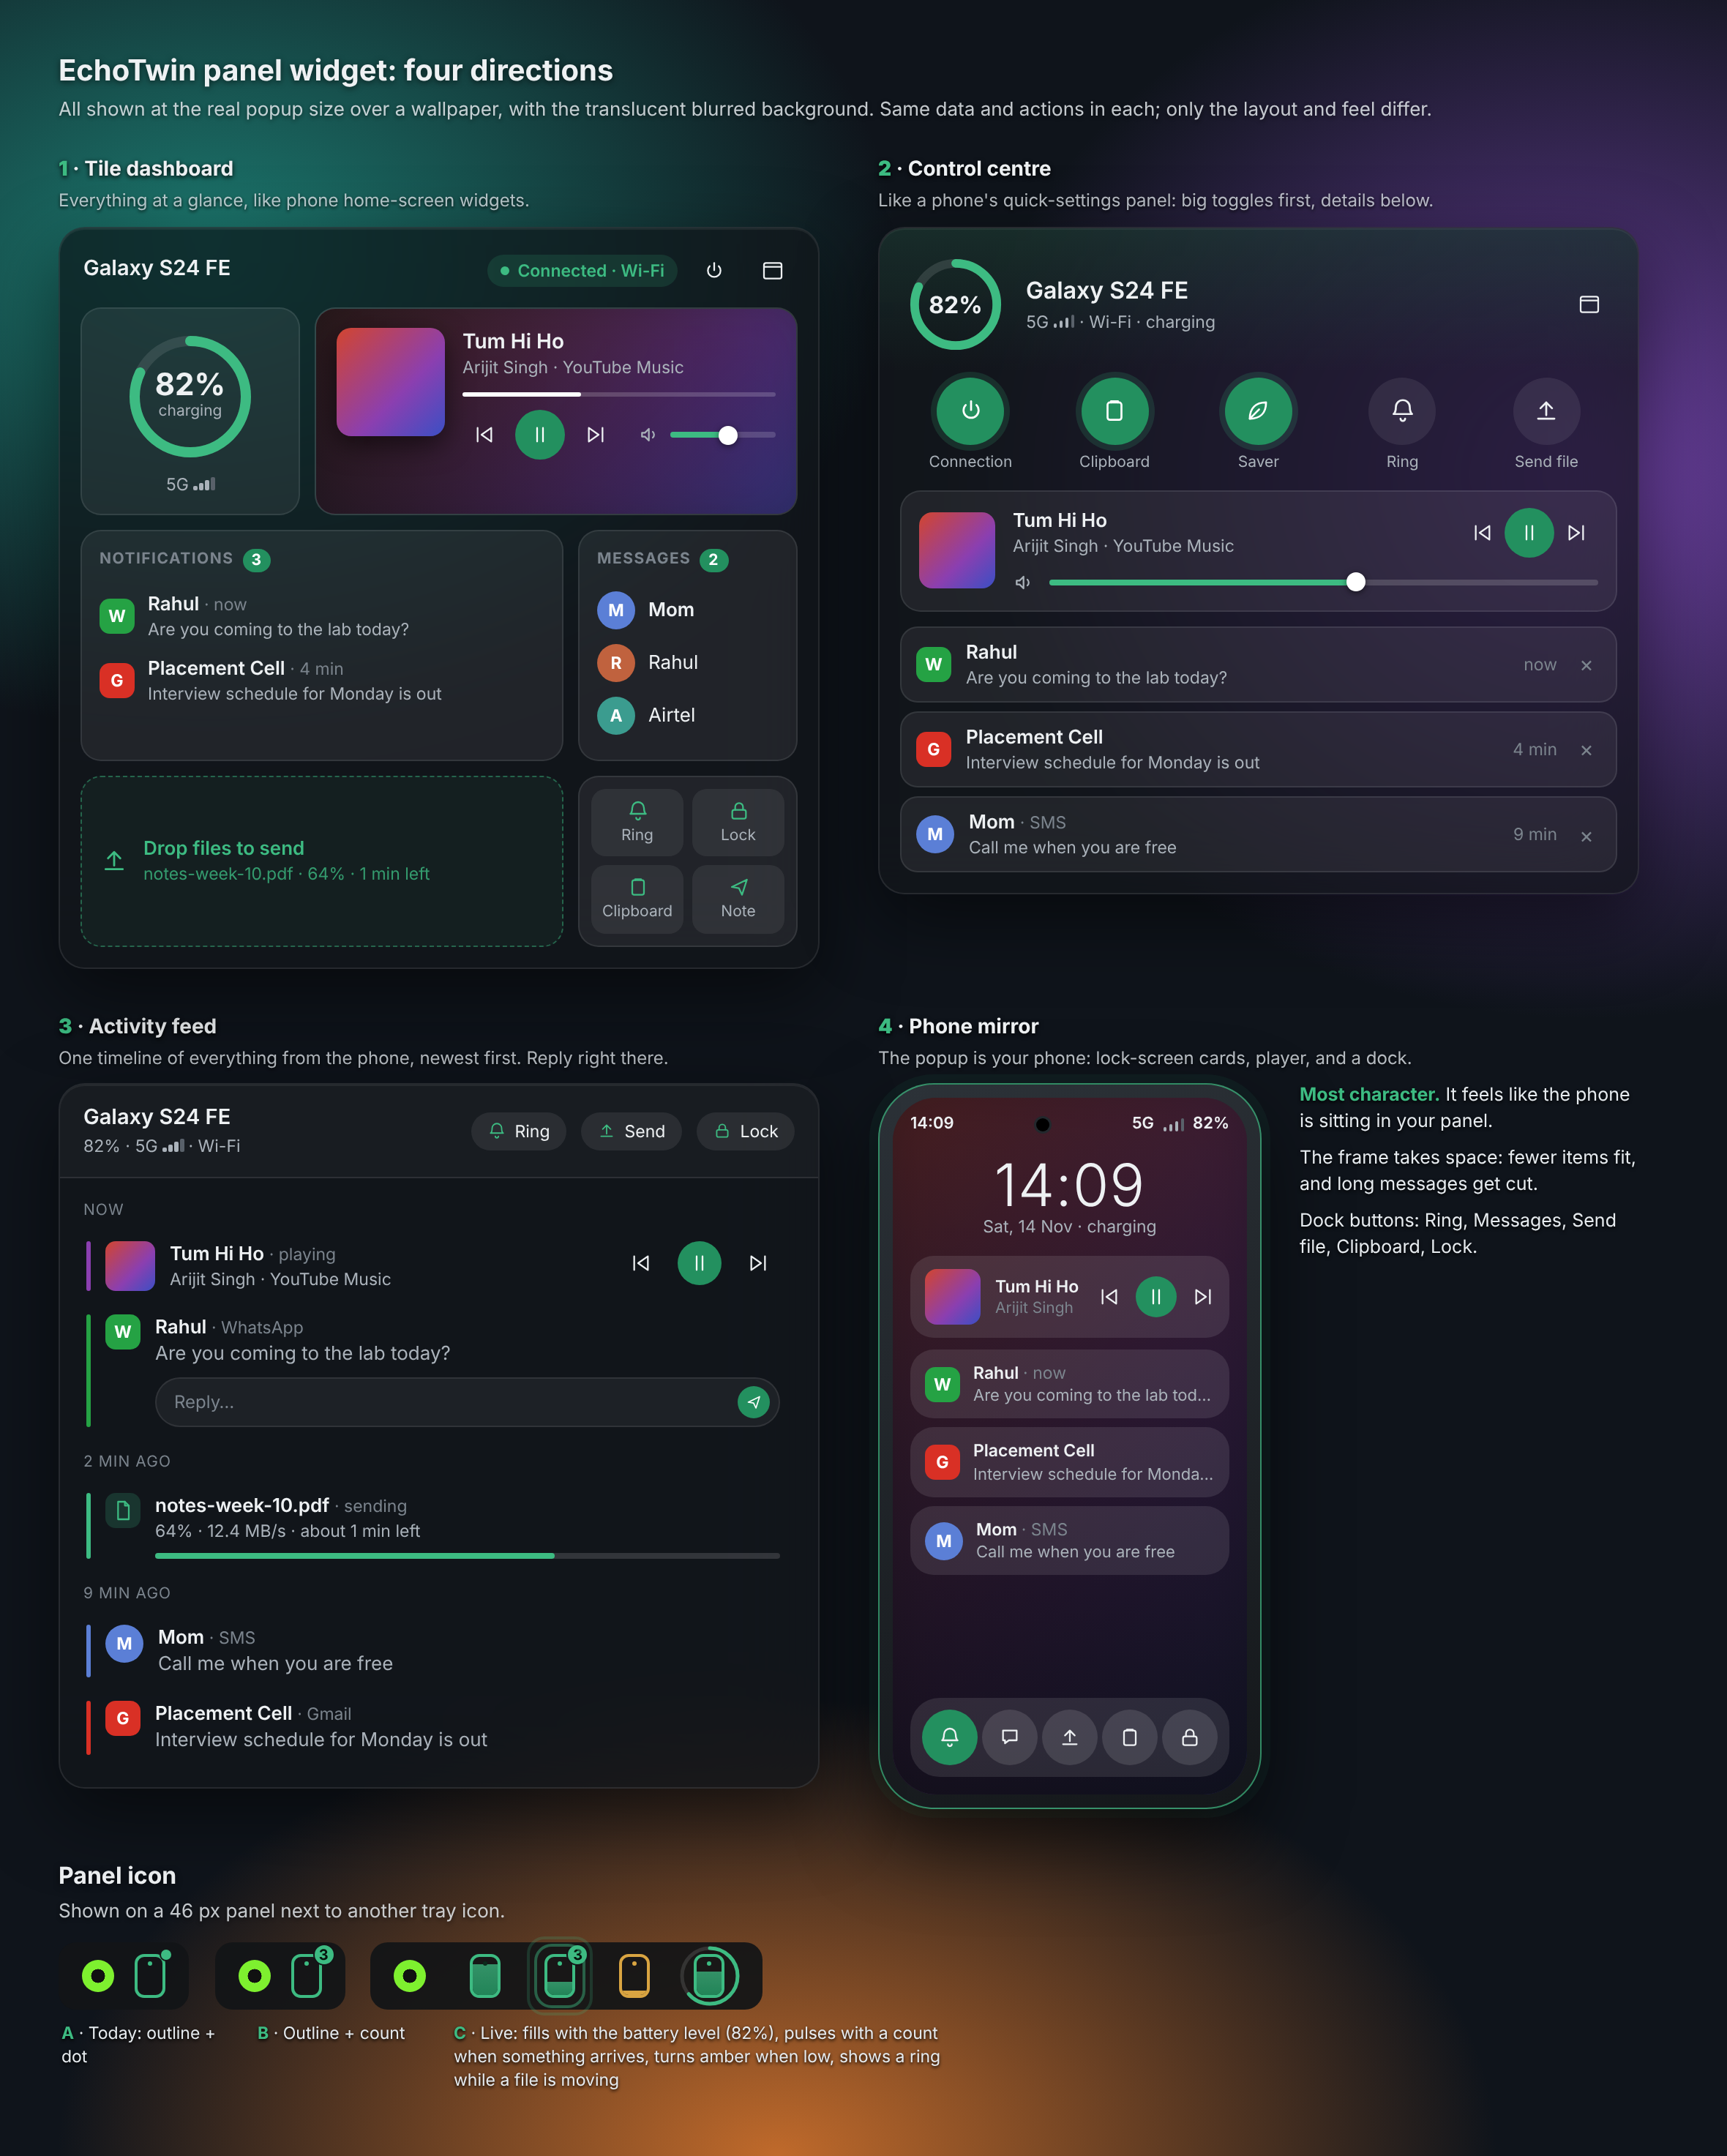 EchoTwin panel widget: four directions
All shown at the real popup size over a wallpaper, with the translucent blurred background. Same data and actions in each; only the layout and feel differ.
1 · Tile dashboard
Everything at a glance, like phone home-screen widgets.
Galaxy S24 FE
Connected · Wi-Fi
82%
charging
5G
Tum Hi Ho
Arijit Singh · YouTube Music
NOTIFICATIONS 3
W
Rahul · now
Are you coming to the lab today?
G
Placement Cell · 4 min
Interview schedule for Monday is out
MESSAGES 2
M Mom
R Rahul
A Airtel
Drop files to send
notes-week-10.pdf · 64% · 1 min left
Ring
Lock
Clipboard
Note
2 · Control centre
Like a phone's quick-settings panel: big toggles first, details below.
82%
Galaxy S24 FE
5G · Wi-Fi · charging
Connection
Clipboard
Saver
Ring
Send file
Tum Hi Ho
Arijit Singh · YouTube Music
W
Rahul
Are you coming to the lab today?
now
G
Placement Cell
Interview schedule for Monday is out
4 min
M
Mom · SMS
Call me when you are free
9 min
3 · Activity feed
One timeline of everything from the phone, newest first. Reply right there.
Galaxy S24 FE
82% · 5G · Wi-Fi
Ring
Send
Lock
NOW
Tum Hi Ho · playing
Arijit Singh · YouTube Music
W
Rahul · WhatsApp
Are you coming to the lab today?
Reply...
2 MIN AGO
notes-week-10.pdf · sending
64% · 12.4 MB/s · about 1 min left
9 MIN AGO
M
Mom · SMS
Call me when you are free
G
Placement Cell · Gmail
Interview schedule for Monday is out
4 · Phone mirror
The popup is your phone: lock-screen cards, player, and a dock.
14:09
5G 82%
14:09
Sat, 14 Nov · charging
Tum Hi Ho
Arijit Singh
W
Rahul · now
Are you coming to the lab tod...
G
Placement Cell
Interview schedule for Monda...
M
Mom · SMS
Call me when you are free
Most character. It feels like the phone
is sitting in your panel.
The frame takes space: fewer items fit,
and long messages get cut.
Dock buttons: Ring, Messages, Send
file, Clipboard, Lock.
Panel icon
Shown on a 46 px panel next to another tray icon.
3
3
A · Today: outline +
dot
B · Outline + count
C · Live: fills with the battery level (82%), pulses with a count
when something arrives, turns amber when low, shows a ring
while a file is moving